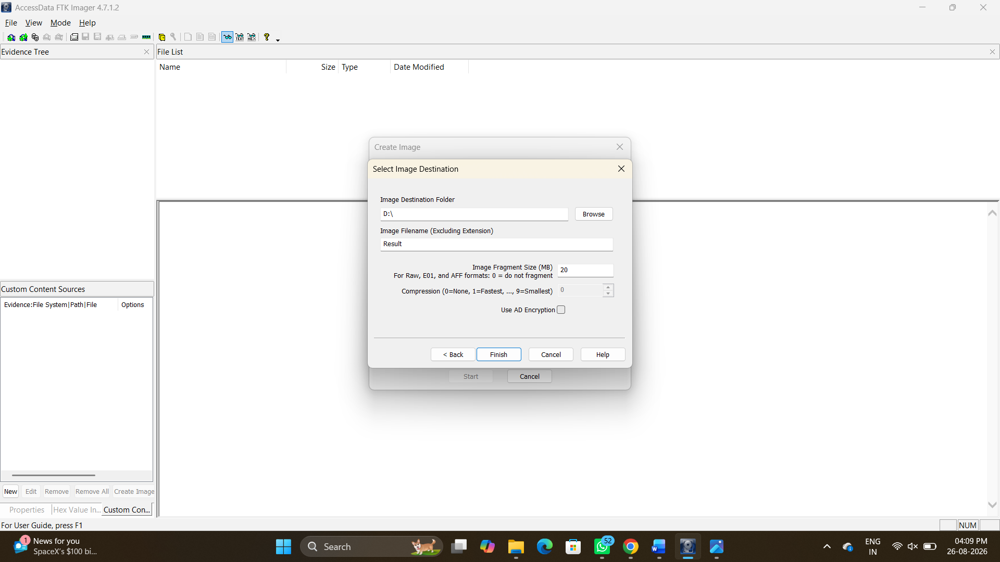 AccessData FTK Imager 4.7.1.2
File View Mode Help
TEXT HEX
Evidence Tree
File List
Name Size Type Date Modified
Create Image
Select Image Destination
Image Destination Folder
D:\
Browse
Image Filename (Excluding Extension)
Result
Image Fragment Size (MB)
For Raw, E01, and AFF formats: 0 = do not fragment
20
Compression (0=None, 1=Fastest, ..., 9=Smallest)
0
Use AD Encryption
< Back Finish Cancel Help
Start Cancel
Custom Content Sources
Evidence:File System|Path|File Options
New Edit Remove Remove All Create Image
Properties Hex Value In... Custom Con...
For User Guide, press F1
NUM
1
News for you
SpaceX's $100 bi...
Search
52
W
ENG
IN
04:09 PM
26-08-2026